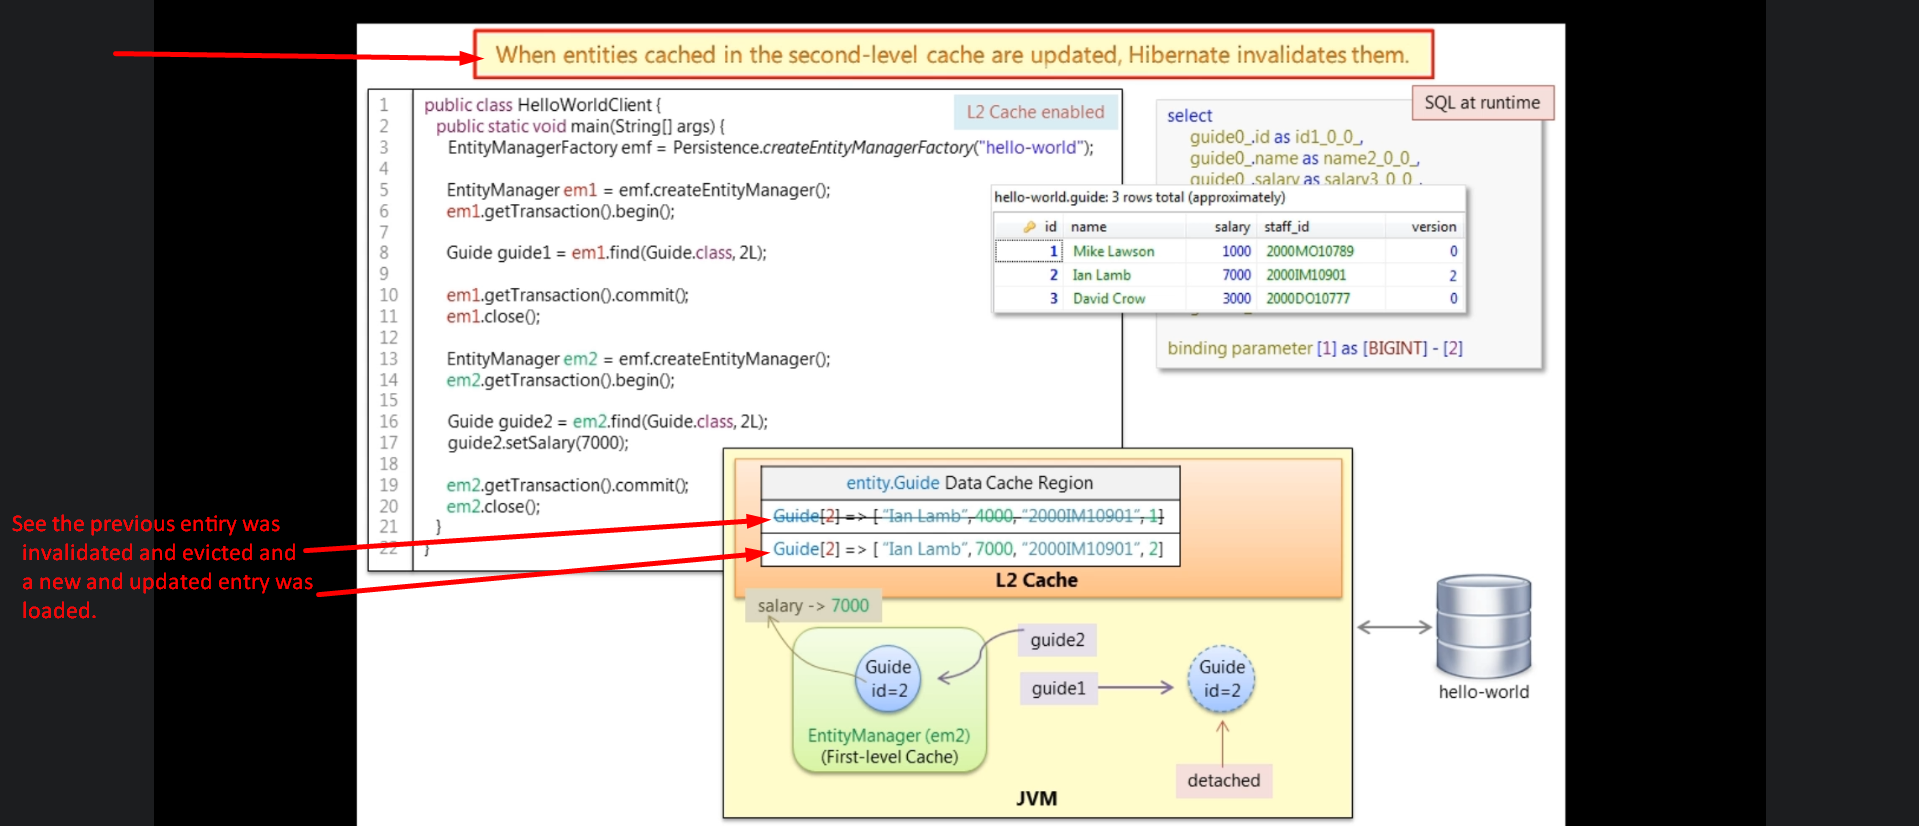 When entities cached in the second-level cache are updated, Hibernate invalidates them.
1 public class HelloWorldClient {
2 public static void main(String[] args) {
3 EntityManagerFactory emf = Persistence.createEntityManagerFactory("hello-world");
4
5 EntityManager em1 = emf.createEntityManager();
6 em1.getTransaction().begin();
7
8 Guide guide1 = em1.find(Guide.class, 2L);
9
10 em1.getTransaction().commit();
11 em1.close();
12
13 EntityManager em2 = emf.createEntityManager();
14 em2.getTransaction().begin();
15
16 Guide guide2 = em2.find(Guide.class, 2L);
17 guide2.setSalary(7000);
18
19 em2.getTransaction().commit();
20 em2.close();
21 }
22 }
L2 Cache enabled
SQL at runtime
select
guide0_.id as id1_0_0_,
guide0_.name as name2_0_0_,
guide0_.salary as salary3_0_0_,
hello-world.guide: 3 rows total (approximately)
id name salary staff_id version
1 Mike Lawson 1000 2000MO10789 0
2 Ian Lamb 7000 2000IM10901 2
3 David Crow 3000 2000DO10777 0
binding parameter [1] as [BIGINT] - [2]
See the previous entiry was
invalidated and evicted and
a new and updated entry was
loaded.
entity.Guide Data Cache Region
Guide[2] => [ "Ian Lamb", 4000, "2000IM10901", 1]
Guide[2] => [ "Ian Lamb", 7000, "2000IM10901", 2]
L2 Cache
salary -> 7000
Guide
id=2
EntityManager (em2)
(First-level Cache)
guide2
guide1
Guide
id=2
detached
JVM
hello-world